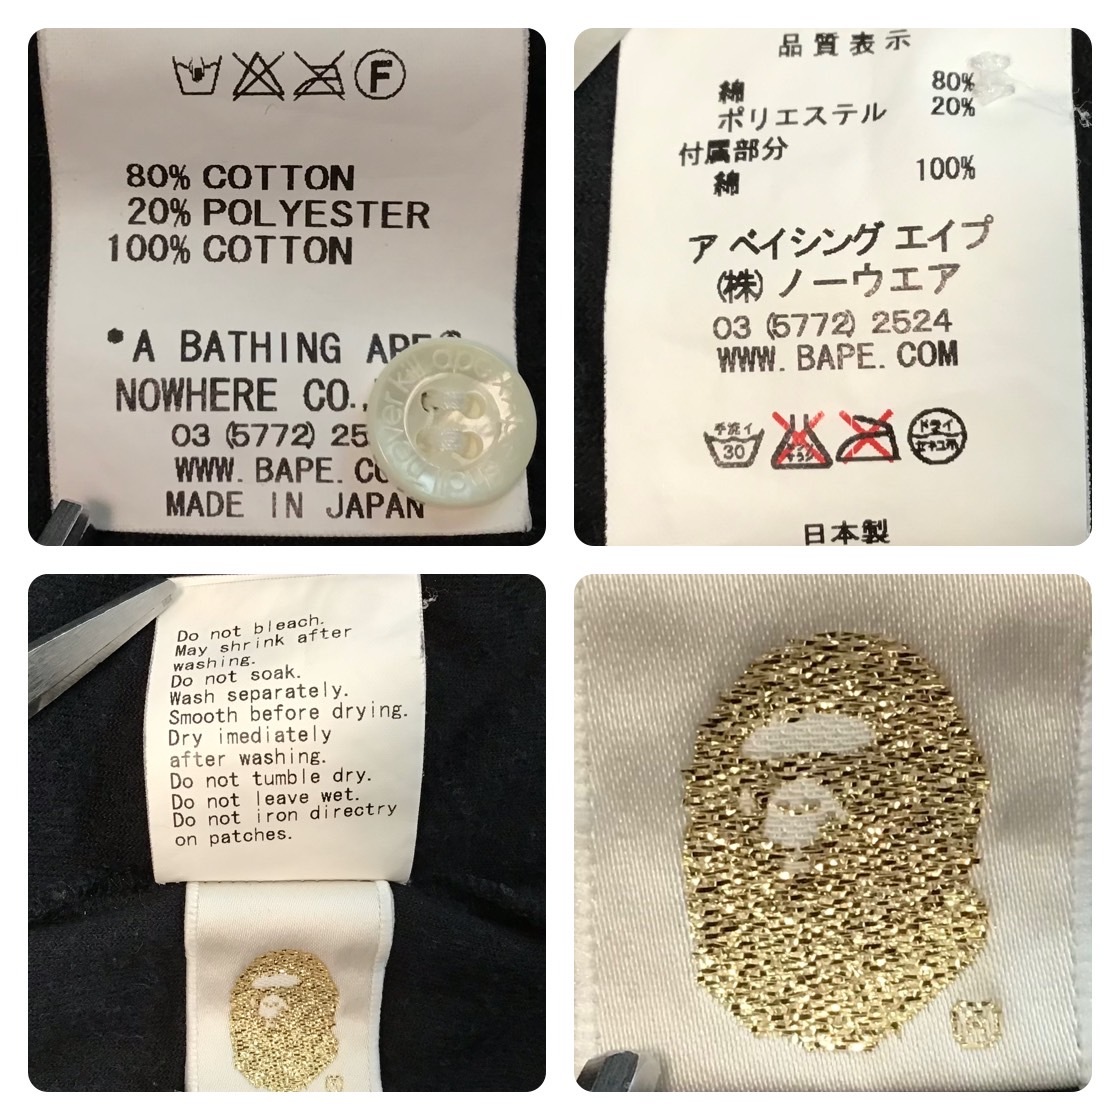 F
80% COTTON
20% POLYESTER
100% COTTON
A BATHING APE®
NOWHERE CO.,
03 (5772) 25
WWW. BAPE. CO
MADE IN JAPAN
品質表示
綿 80%
ポリエステル 20%
付属部分
綿 100%
ア ベイシング エイプ
(株) ノーウエア
03 (5772) 2524
WWW. BAPE. COM
手洗イ
30
ドライ
セキユ系
日本製
Do not bleach.
May shrink after
washing.
Do not soak.
Wash separately.
Smooth before drying.
Dry imediately
after washing.
Do not tumble dry.
Do not leave wet.
Do not iron directry
on patches.